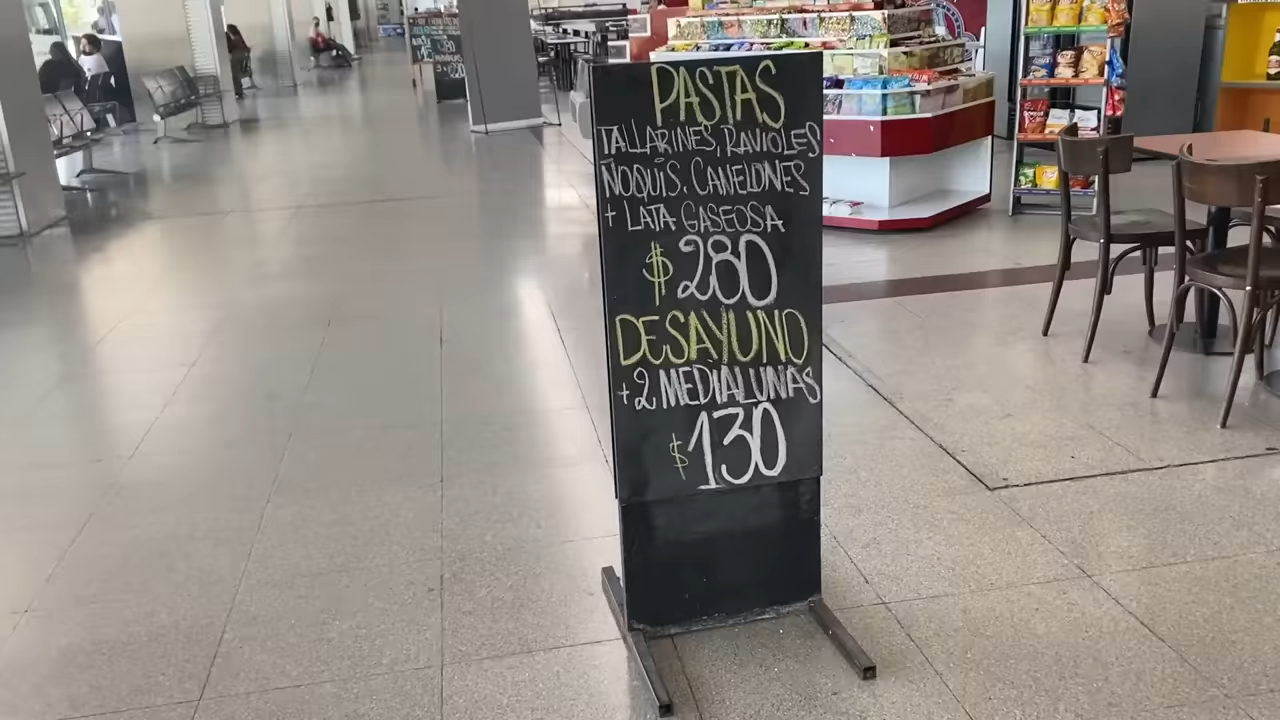 PASTAS
TALLARINES, RAVIOLES
ÑOQUIS. CANELONES
+ LATA GASEOSA
$280
DESAYUNO
+2 MEDIALUNAS
$130